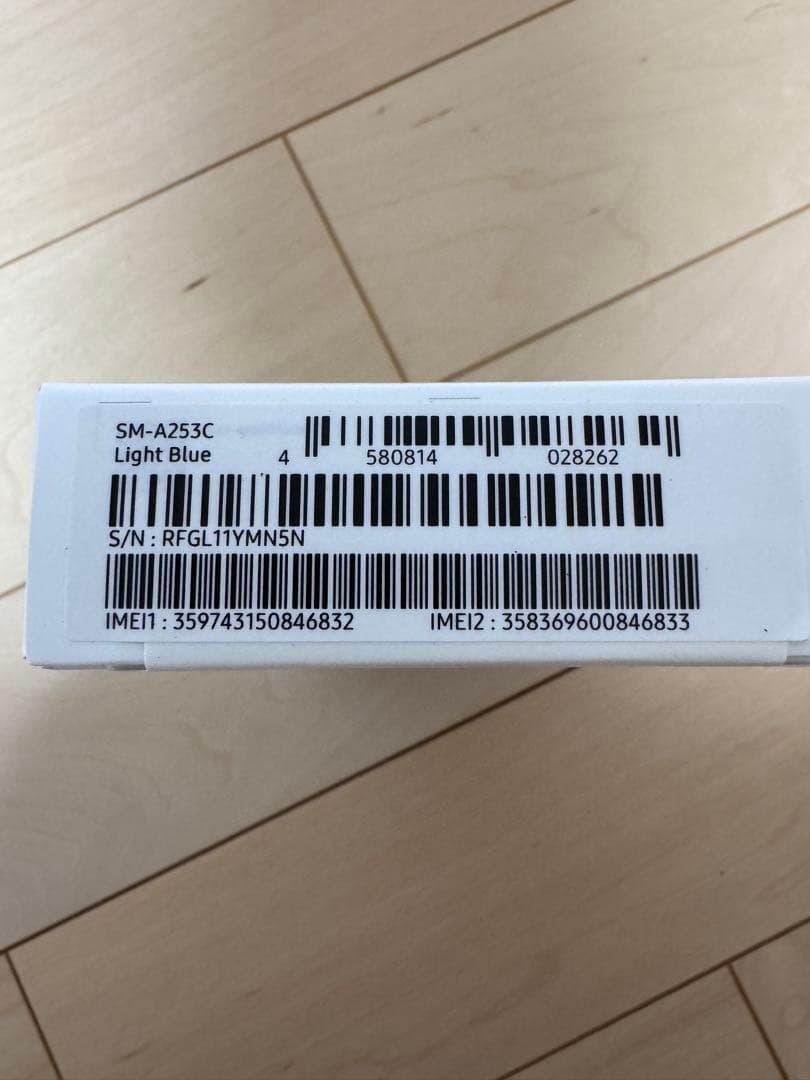 SM-A253C
Light Blue
4 580814 028262
S/N : RFGL11YMN5N
IMEI1 : 359743150846832 IMEI2 : 358369600846833